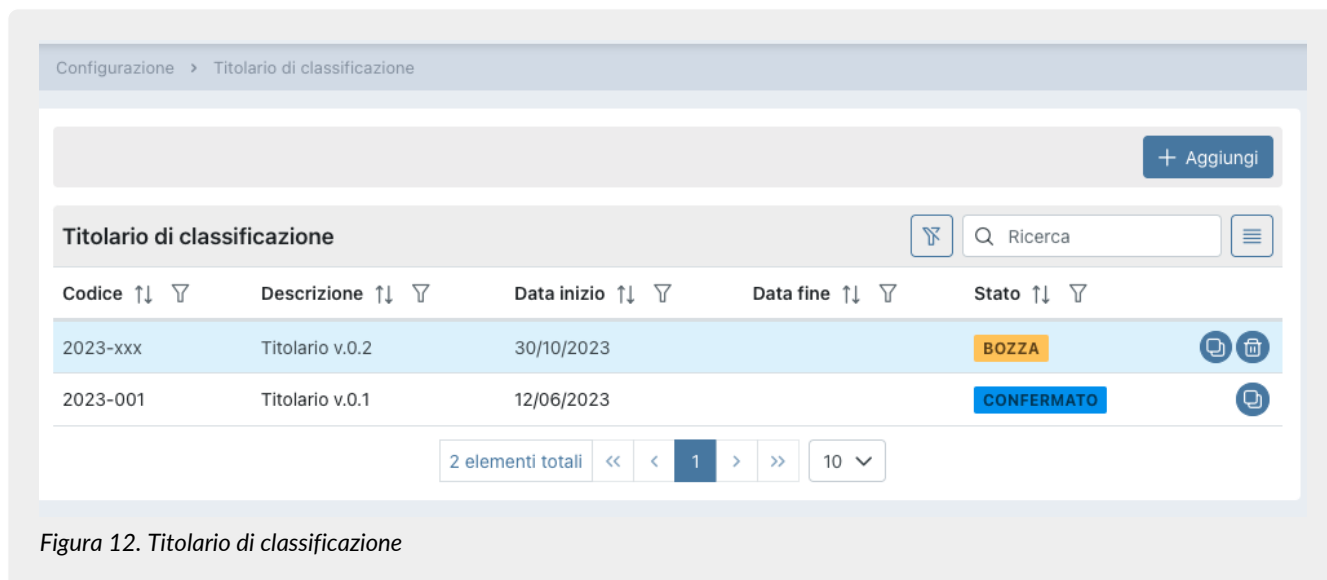 Configurazione > Titolario di classificazione
+ Aggiungi
Titolario di classificazione Ricerca
Codice Descrizione Data inizio Data fine Stato
2023-xxx Titolario v.0.2 30/10/2023 BOZZA
2023-001 Titolario v.0.1 12/06/2023 CONFERMATO
2 elementi totali << < 1 > >> 10
Figura 12. Titolario di classificazione